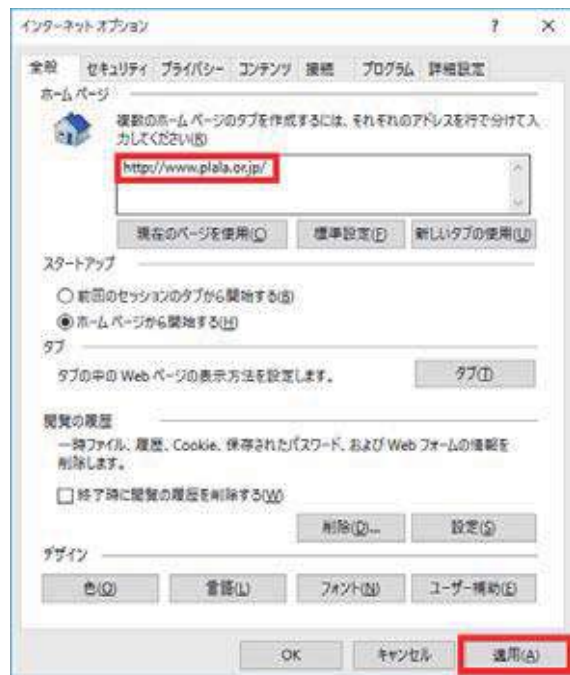 インターネット オプション ? ×
全般 セキュリティ プライバシー コンテンツ 接続 プログラム 詳細設定
ホーム ページ
複数のホーム ページのタブを作成するには、それぞれのアドレスを行で分けて入
力してください(R)
http://www.plala.or.jp/
現在のページを使用(C) 標準設定(F) 新しいタブの使用(U)
スタートアップ
前回のセッションのタブから開始する(B)
ホーム ページから開始する(H)
タブ
タブの中の Web ページの表示方法を設定します。 タブ(T)
閲覧の履歴
一時ファイル、履歴、Cookie、保存されたパスワード、および Web フォームの情報を
削除します。
終了時に閲覧の履歴を削除する(W)
削除(D)... 設定(S)
デザイン
色(O) 言語(L) フォント(N) ユーザー補助(E)
OK キャンセル 適用(A)